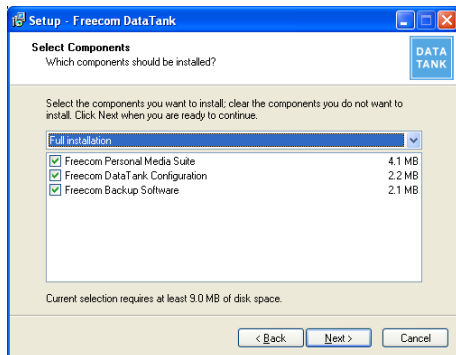 Setup - Freecom DataTank
Select Components
Which components should be installed?
DATA
TANK
Select the components you want to install; clear the components you do not want to
install. Click Next when you are ready to continue.
Full installation
Freecom Personal Media Suite 4.1 MB
Freecom DataTank Configuration 2.2 MB
Freecom Backup Software 2.1 MB
Current selection requires at least 9.0 MB of disk space.
< Back Next > Cancel